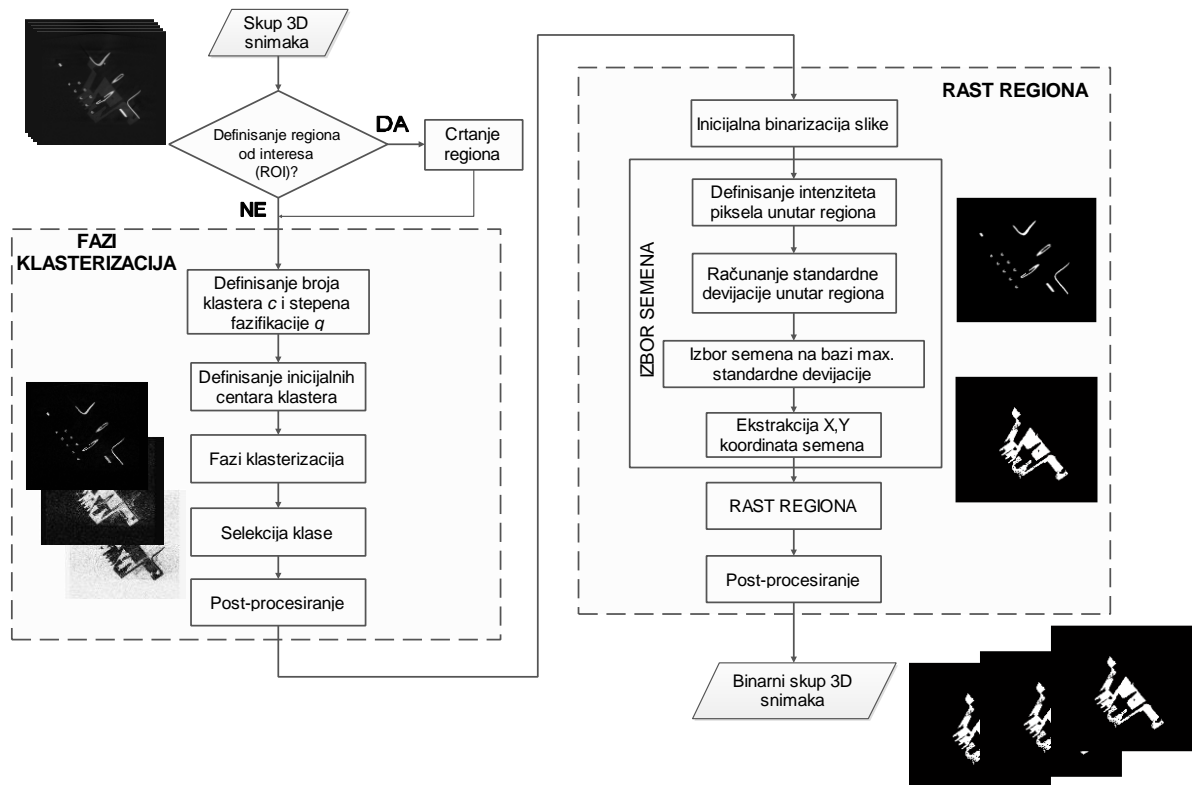 Skup 3D
snimaka
Definisanje regiona
od interesa
(ROI)?
DA
Crtanje
regiona
NE
FAZI
KLASTERIZACIJA
Definisanje broja
klastera c i stepena
fazifikacije q
Definisanje inicijalnih
centara klastera
Fazi klasterizacija
Selekcija klase
Post-procesiranje
RAST REGIONA
Inicijalna binarizacija slike
IZBOR SEMENA
Definisanje intenziteta
piksela unutar regiona
Računanje standardne
devijacije unutar regiona
Izbor semena na bazi max.
standardne devijacije
Ekstrakcija X,Y
koordinata semena
RAST REGIONA
Post-procesiranje
Binarni skup 3D
snimaka